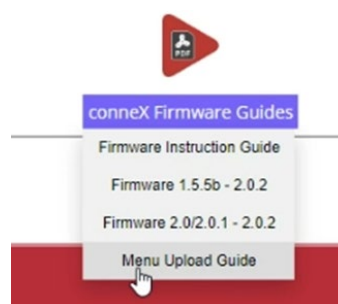 PDF
conneX Firmware Guides
Firmware Instruction Guide
Firmware 1.5.5b - 2.0.2
Firmware 2.0/2.0.1 - 2.0.2
Menu Upload Guide